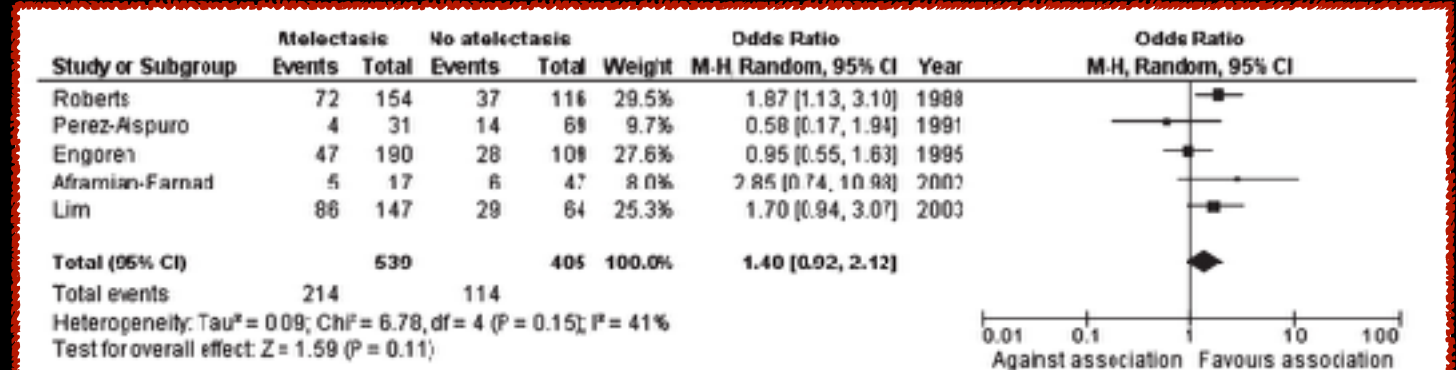 Atelectasis No atelectasis Odds Ratio Odds Ratio
Study or Subgroup Events Total Events Total Weight M-H, Random, 95% CI Year M-H, Random, 95% CI
Roberts 72 154 37 116 29.5% 1.87 [1.13, 3.10] 1988
Perez-Aispuro 4 31 14 69 9.7% 0.58 [0.17, 1.94] 1991
Engoren 47 190 28 109 27.6% 0.95 [0.55, 1.63] 1995
Aframian-Farnad 5 17 6 47 8.0% 2.85 [0.74, 10.98] 2002
Lim 86 147 29 64 25.3% 1.70 [0.94, 3.07] 2003
Total (95% CI) 539 405 100.0% 1.40 [0.92, 2.12]
Total events 214 114
Heterogeneity: Tau² = 0.09; Chi² = 6.78, df = 4 (P = 0.15); I² = 41%
Test for overall effect: Z = 1.59 (P = 0.11)
0.01 0.1 1 10 100
Against association Favours association